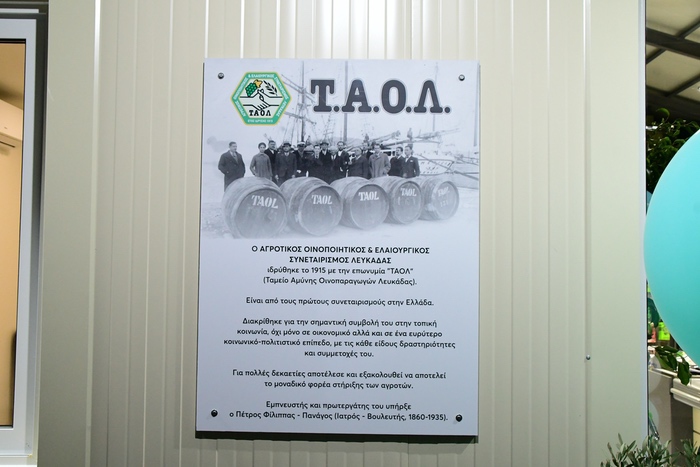 Τ.Α.Ο.Λ.
ΤΑΟΛ
ΤΑΟΛ
ΤΑΟΛ
ΤΑΟΛ
Ο ΑΓΡΟΤΙΚΟΣ ΟΙΝΟΠΟΙΗΤΙΚΟΣ & ΕΛΑΙΟΥΡΓΙΚΟΣ
ΣΥΝΕΤΑΙΡΙΣΜΟΣ ΛΕΥΚΑΔΑΣ
ιδρύθηκε το 1915 με την επωνυμία "ΤΑΟΛ"
(Ταμείο Αμύνης Οινοπαραγωγών Λευκάδας).
Είναι από τους πρώτους συνεταιρισμούς στην Ελλάδα.
Διακρίθηκε για την σημαντική συμβολή του στην τοπική
κοινωνία, όχι μόνο σε οικονομικό αλλά και σε ένα ευρύτερο
κοινωνικό-πολιτιστικό επίπεδο, με τις κάθε είδους δραστηριότητες
και συμμετοχές του.
Για πολλές δεκαετίες αποτέλεσε και εξακολουθεί να αποτελεί
το μοναδικό φορέα στήριξης των αγροτών.
Εμπνευστής και πρωτεργάτης του υπήρξε
ο Πέτρος Φίλιππας - Πανάγος (Ιατρός - Βουλευτής, 1860-1935).